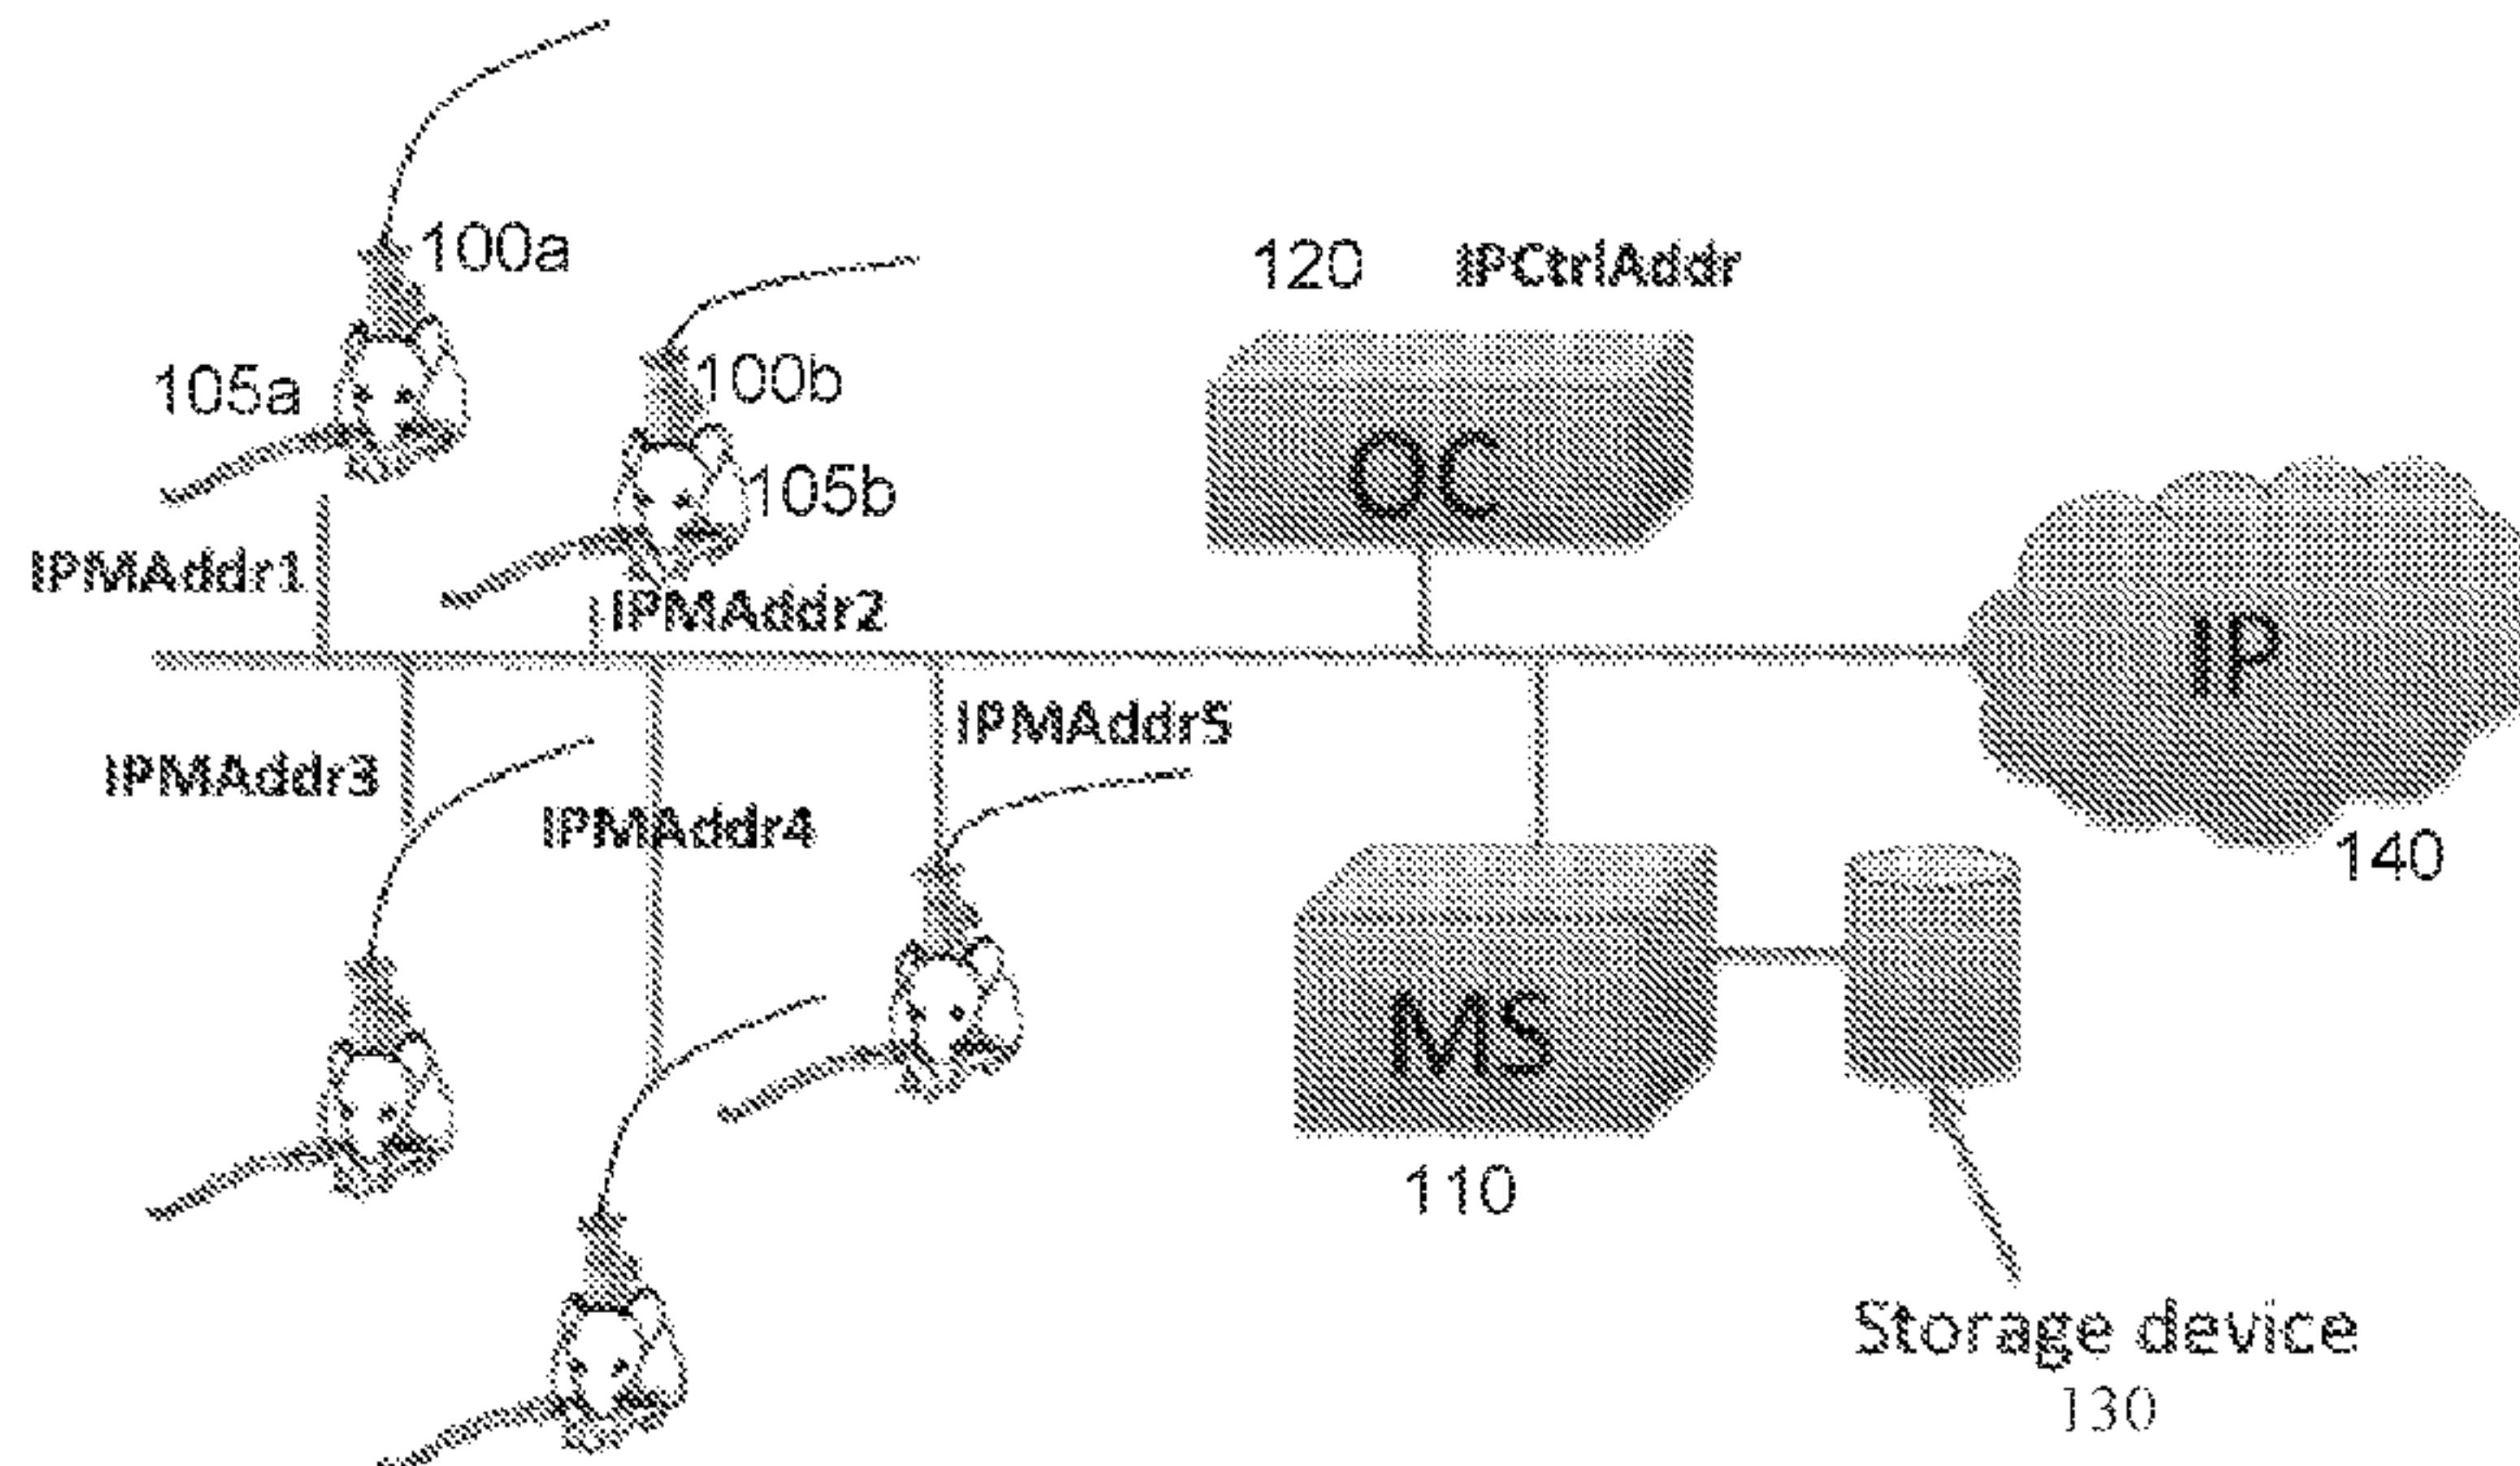 100a
120 IPCtrlAddr
100b
105a
OC
105b
IPMAddr1
IPMAddr2
IP
IPMAddr5
IPMAddr3
IPMAddr4
140
MS
110
Storage device
130